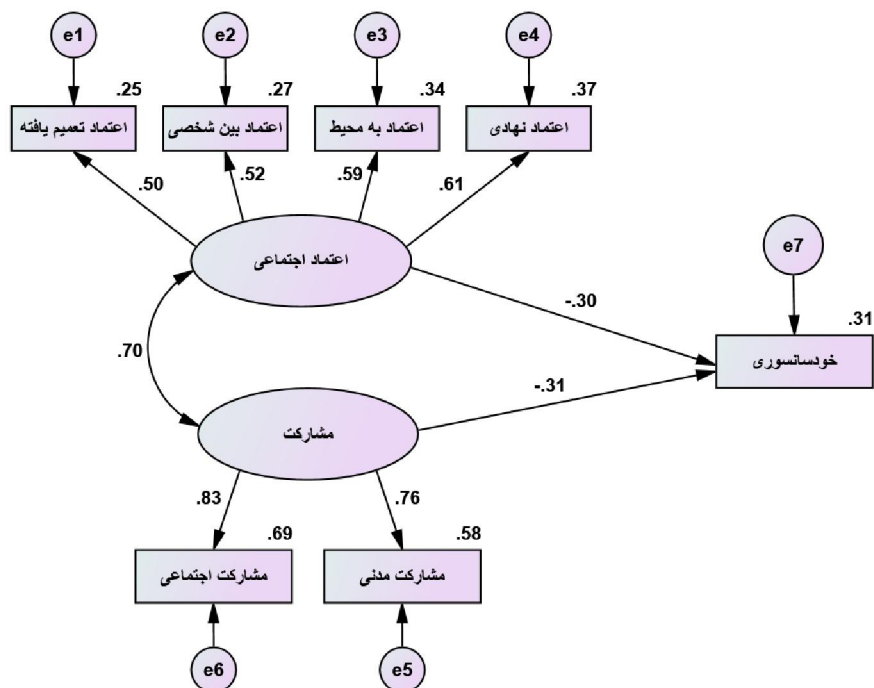 e1
e2
e3
e4
.25
.27
.34
.37
اعتماد تعمیم یافته
اعتماد بین شخصی
اعتماد به محیط
اعتماد نهادی
.50
.52
.59
.61
اعتماد اجتماعی
e7
-.30
.31
خودسانسوری
.70
-.31
مشارکت
.83
.76
.69
.58
مشارکت اجتماعی
مشارکت مدنی
e6
e5